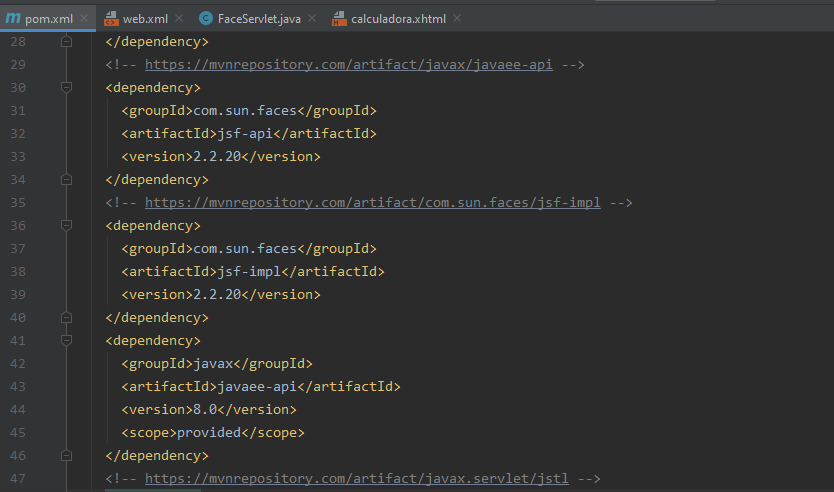 pom.xml × web.xml × FaceServlet.java × calculadora.xhtml ×
28 </dependency>
29 <!-- https://mvnrepository.com/artifact/javax/javaee-api -->
30 <dependency>
31 <groupId>com.sun.faces</groupId>
32 <artifactId>jsf-api</artifactId>
33 <version>2.2.20</version>
34 </dependency>
35 <!-- https://mvnrepository.com/artifact/com.sun.faces/jsf-impl -->
36 <dependency>
37 <groupId>com.sun.faces</groupId>
38 <artifactId>jsf-impl</artifactId>
39 <version>2.2.20</version>
40 </dependency>
41 <dependency>
42 <groupId>javax</groupId>
43 <artifactId>javaee-api</artifactId>
44 <version>8.0</version>
45 <scope>provided</scope>
46 </dependency>
47 <!-- https://mvnrepository.com/artifact/javax.servlet/jstl -->